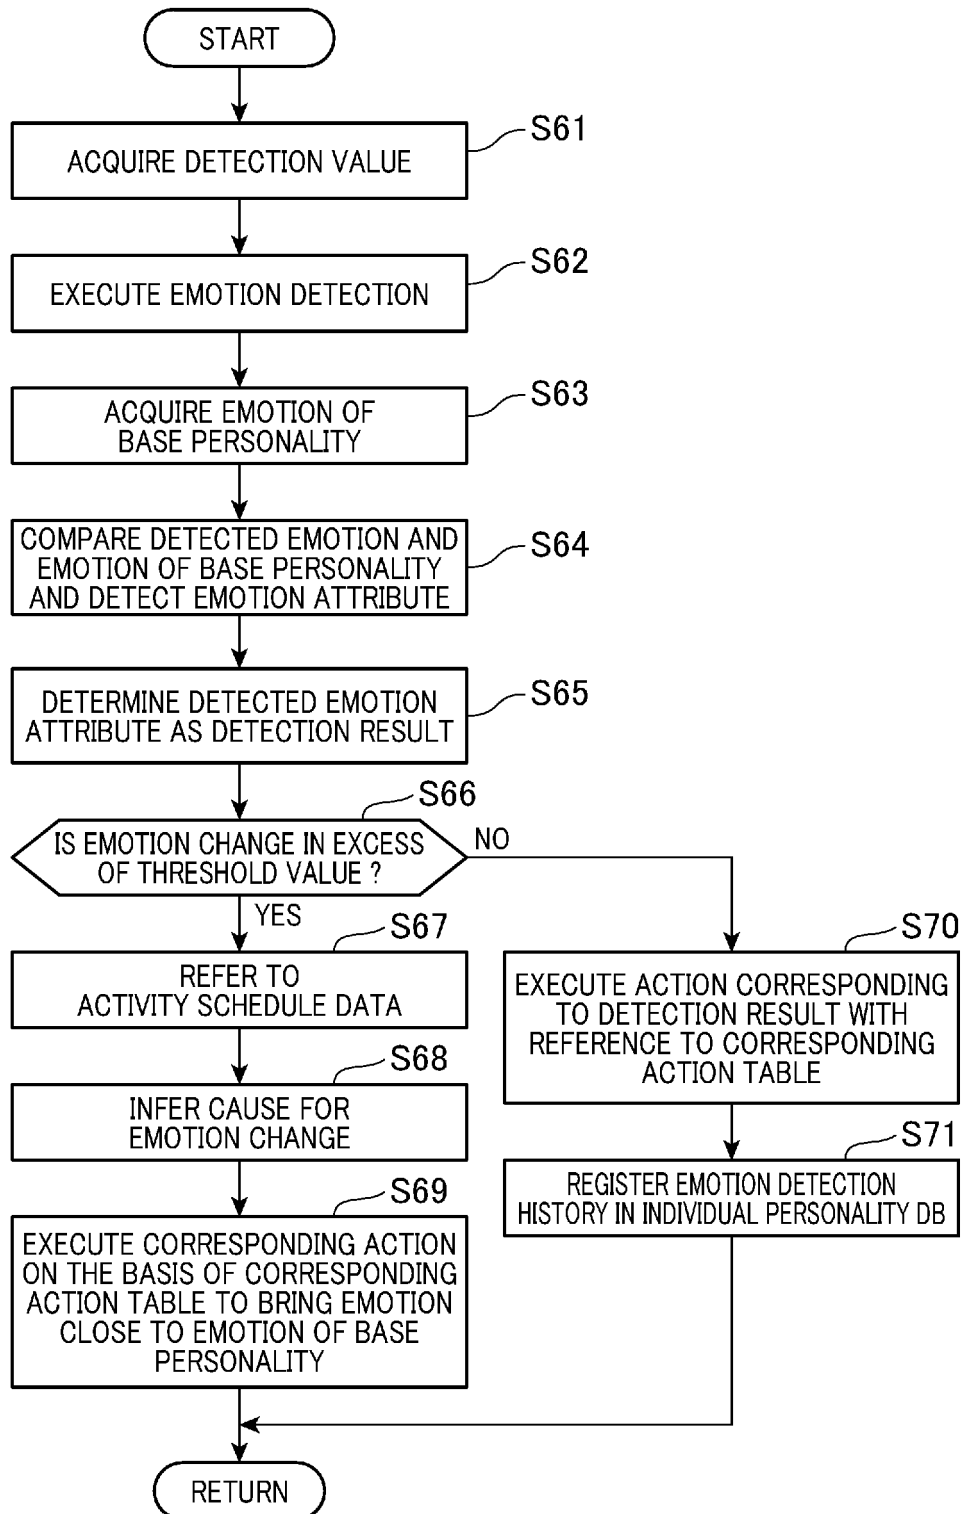 START
S61
ACQUIRE DETECTION VALUE
S62
EXECUTE EMOTION DETECTION
S63
ACQUIRE EMOTION OF
BASE PERSONALITY
S64
COMPARE DETECTED EMOTION AND
EMOTION OF BASE PERSONALITY
AND DETECT EMOTION ATTRIBUTE
S65
DETERMINE DETECTED EMOTION
ATTRIBUTE AS DETECTION RESULT
S66
IS EMOTION CHANGE IN EXCESS
OF THRESHOLD VALUE ?
NO
YES
S67
REFER TO
ACTIVITY SCHEDULE DATA
S68
INFER CAUSE FOR
EMOTION CHANGE
S69
EXECUTE CORRESPONDING ACTION
ON THE BASIS OF CORRESPONDING
ACTION TABLE TO BRING EMOTION
CLOSE TO EMOTION OF BASE
PERSONALITY
S70
EXECUTE ACTION CORRESPONDING
TO DETECTION RESULT WITH
REFERENCE TO CORRESPONDING
ACTION TABLE
S71
REGISTER EMOTION DETECTION
HISTORY IN INDIVIDUAL PERSONALITY DB
RETURN